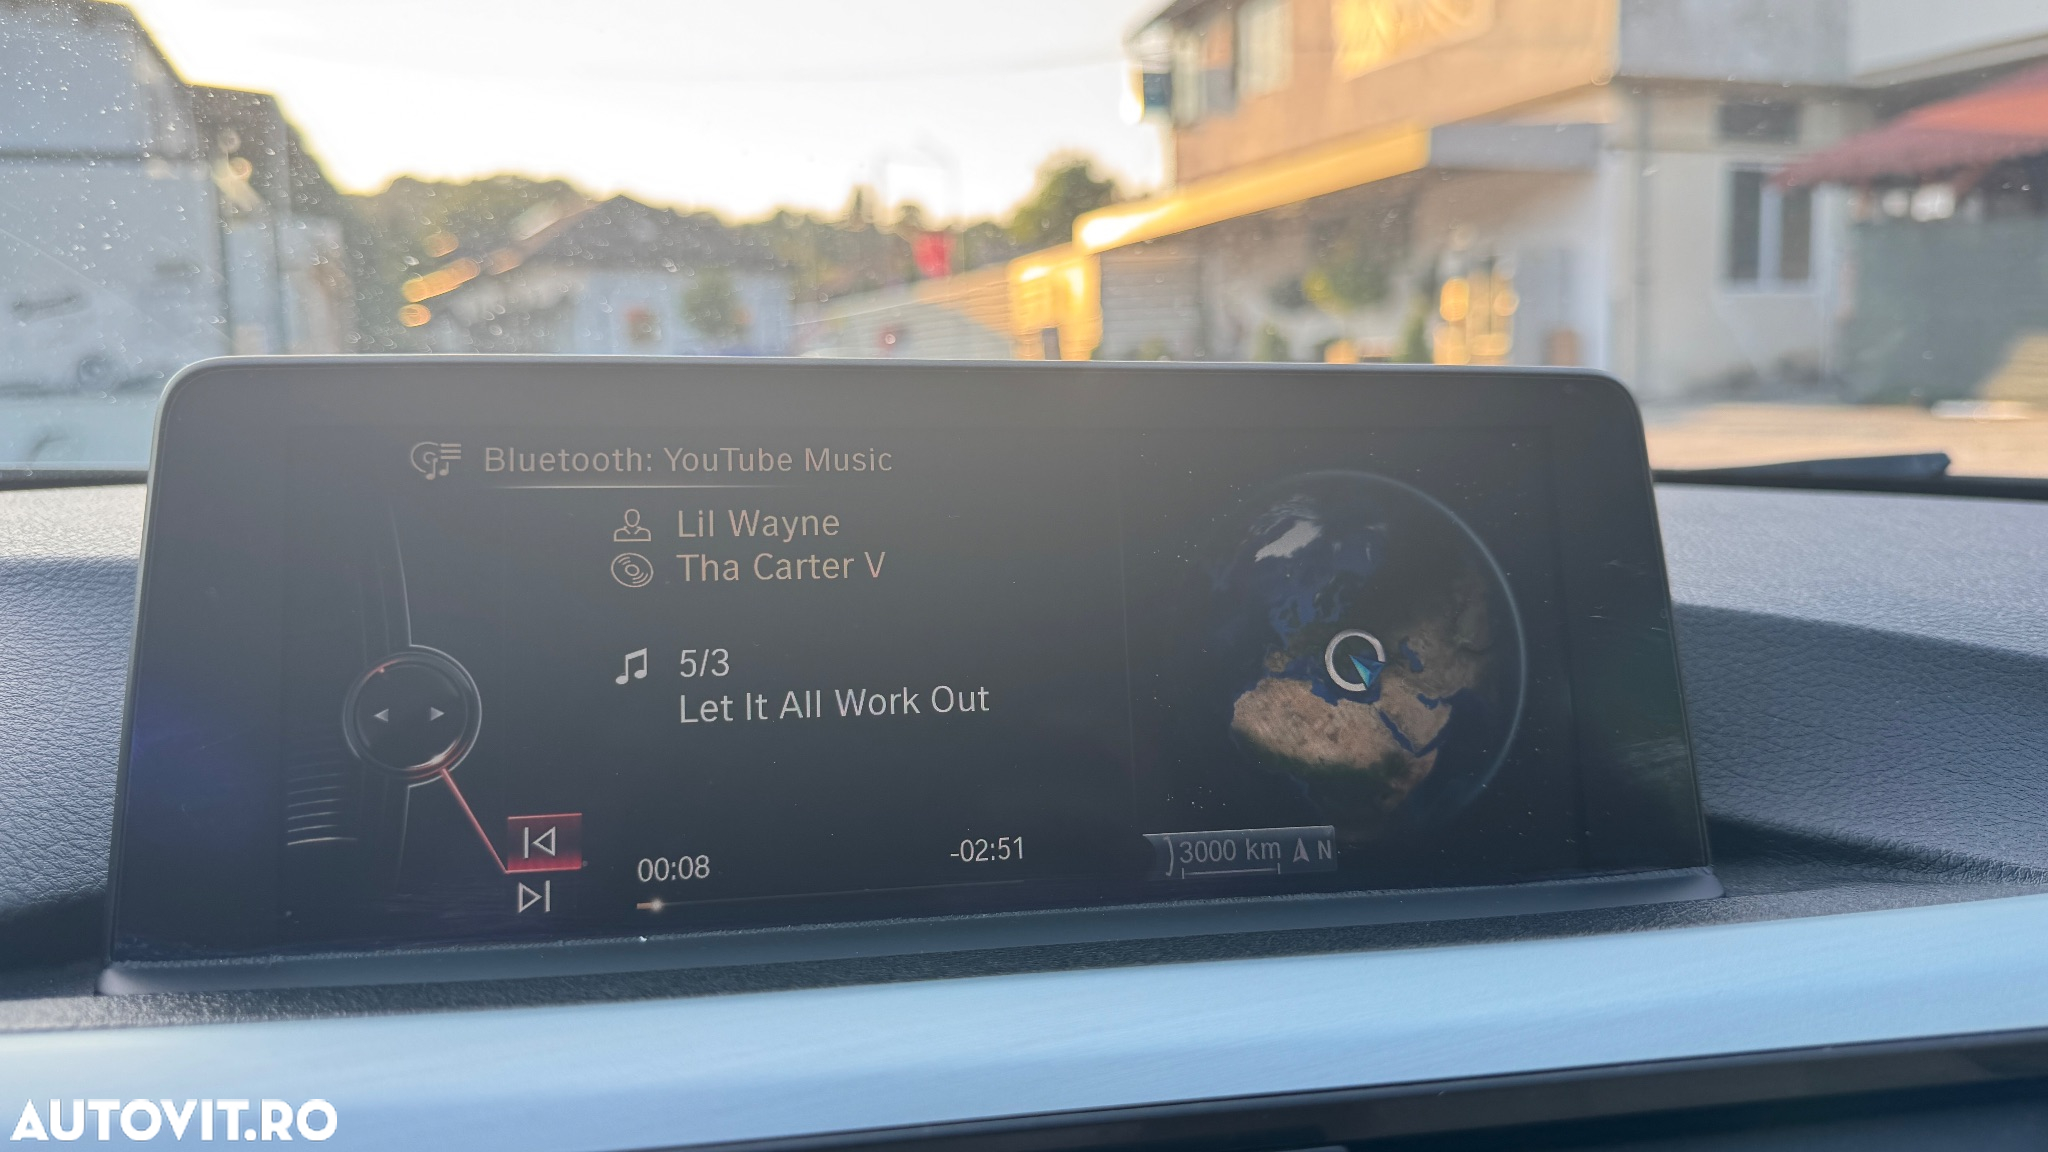 Bluetooth: YouTube Music
Lil Wayne
Tha Carter V
5/3
Let It All Work Out
00:08
-02:51
3000 km N
AUTOVIT.RO